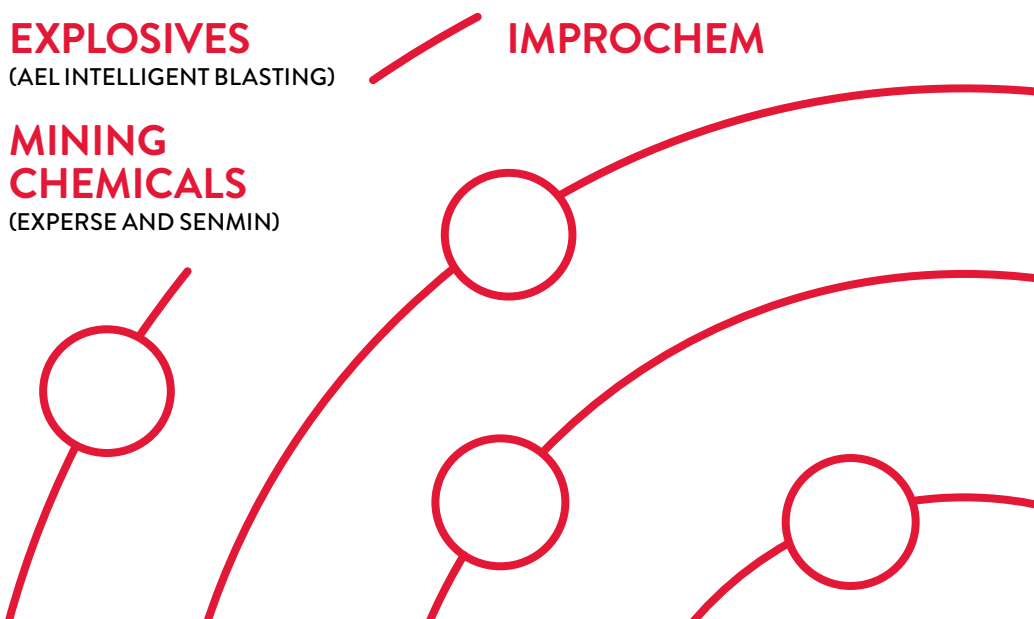 EXPLOSIVES
(AEL INTELLIGENT BLASTING)
MINING
CHEMICALS
(EXPERSE AND SENMIN)
IMPROCHEM